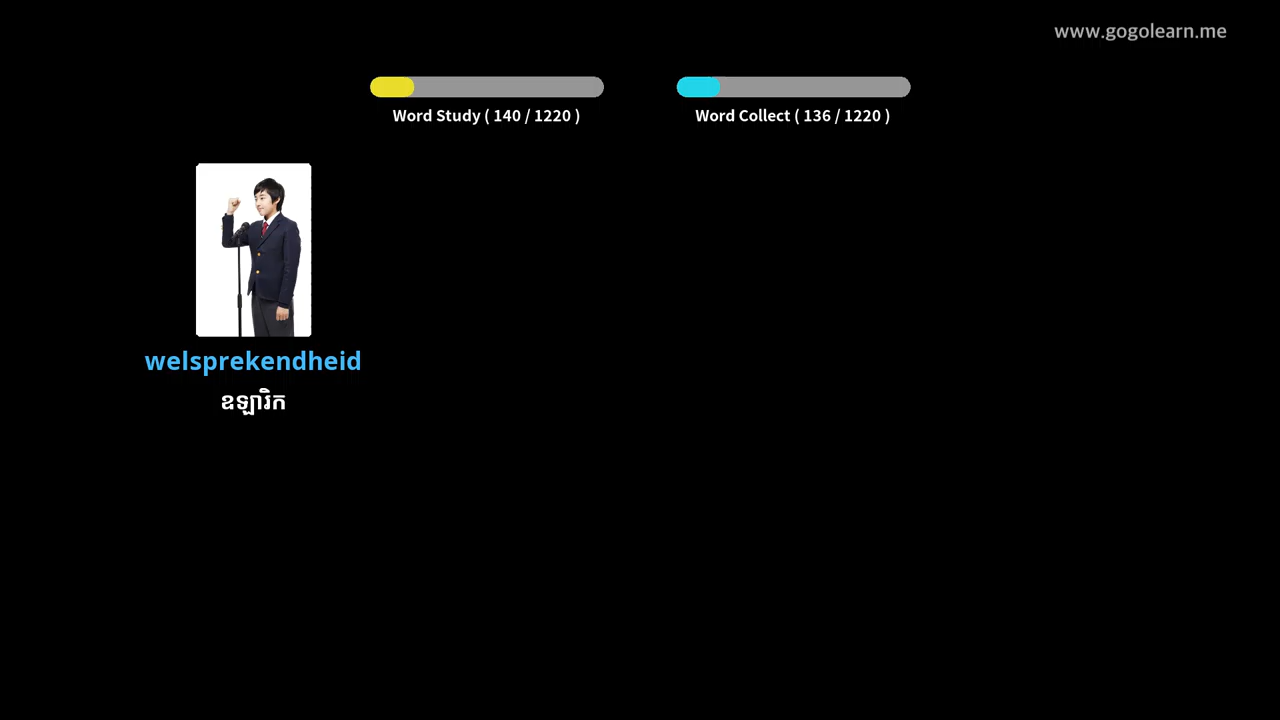 www.gogolearn.me
Word Study ( 140 / 1220 )
Word Collect ( 136 / 1220 )
welsprekendheid
ឧឡារិក